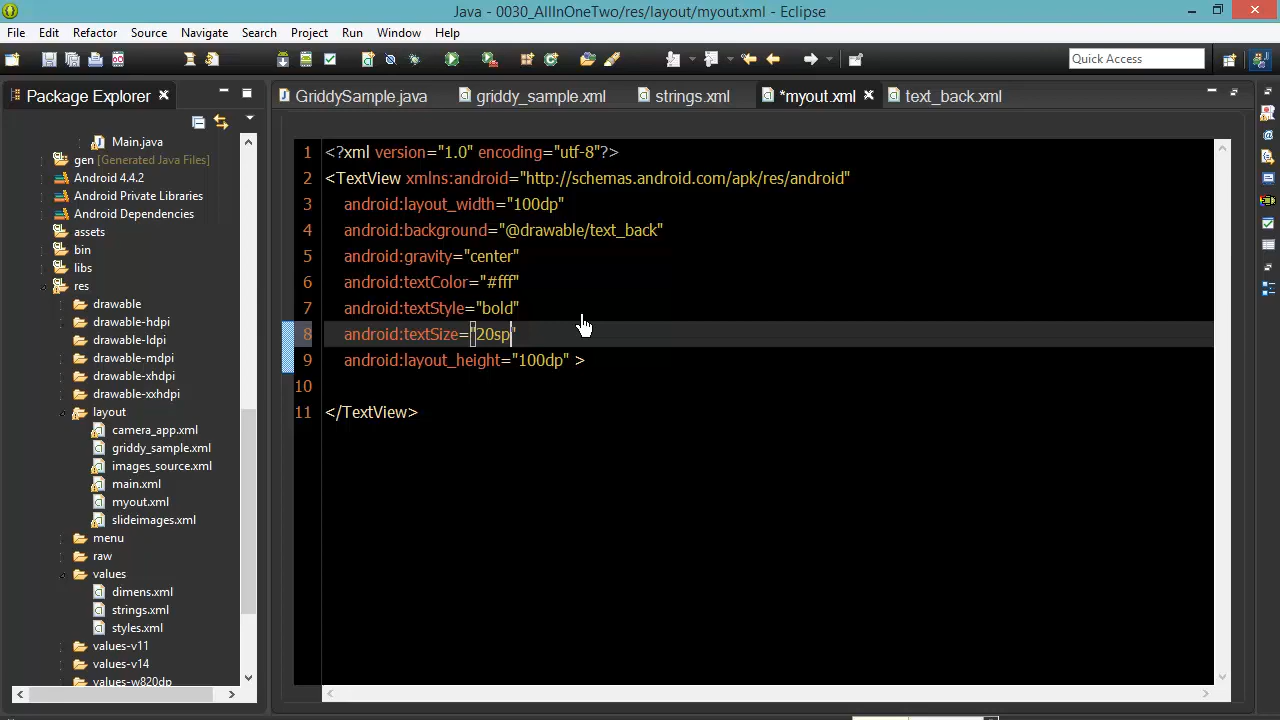 Java - 0030_AllInOneTwo/res/layout/myout.xml - Eclipse
File Edit Refactor Source Navigate Search Project Run Window Help
Quick Access
Package Explorer
GriddySample.java griddy_sample.xml strings.xml *myout.xml text_back.xml
Main.java
gen [Generated Java Files]
Android 4.4.2
Android Private Libraries
Android Dependencies
assets
bin
libs
res
drawable
drawable-hdpi
drawable-ldpi
drawable-mdpi
drawable-xhdpi
drawable-xxhdpi
layout
camera_app.xml
griddy_sample.xml
images_source.xml
main.xml
myout.xml
slideimages.xml
menu
raw
values
dimens.xml
strings.xml
styles.xml
values-v11
values-v14
values-w820dp
1 <?xml version="1.0" encoding="utf-8"?>
2 <TextView xmlns:android="http://schemas.android.com/apk/res/android"
3 android:layout_width="100dp"
4 android:background="@drawable/text_back"
5 android:gravity="center"
6 android:textColor="#fff"
7 android:textStyle="bold"
8 android:textSize="20sp"
9 android:layout_height="100dp" >
10
11 </TextView>